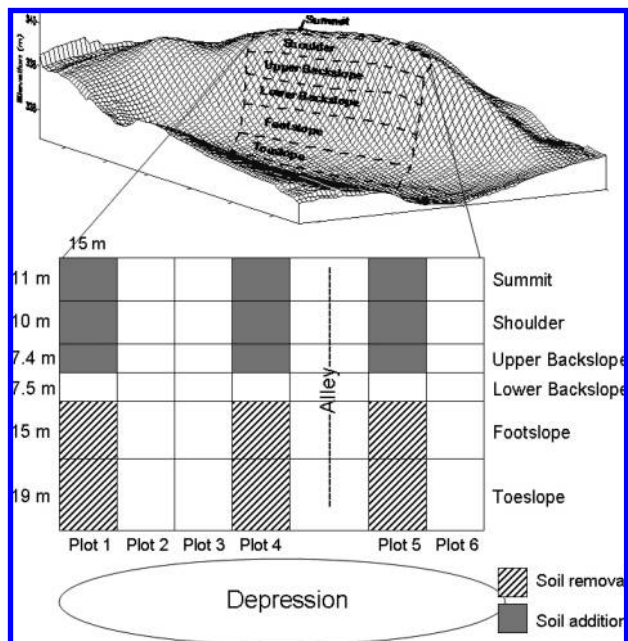 Summit
Shoulder
Upper Backslope
Lower Backslope
Footslope
Toeslope
Elevation (m)
15 m
11 m
10 m
7.4 m
7.5 m
15 m
19 m
Alley
Summit
Shoulder
Upper Backslope
Lower Backslope
Footslope
Toeslope
Plot 1
Plot 2
Plot 3
Plot 4
Plot 5
Plot 6
Depression
Soil remova
Soil addition